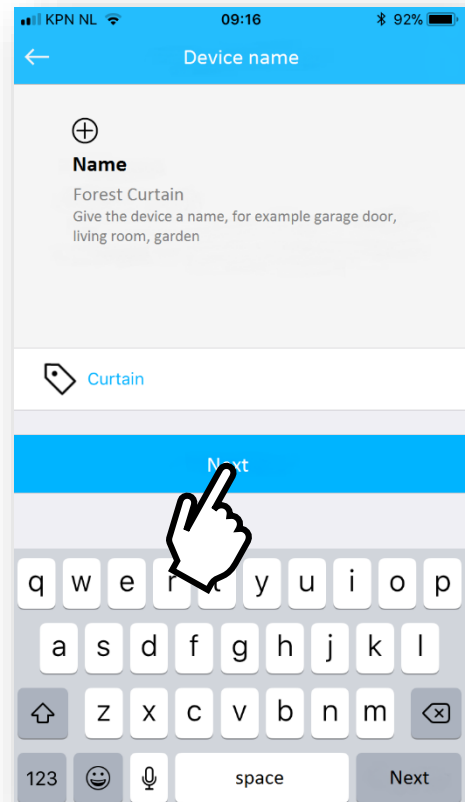 KPN NL 09:16 92%
Device name
Name
Forest Curtain
Give the device a name, for example garage door,
living room, garden
Curtain
Next
q w e r t y u i o p
a s d f g h j k l
z x c v b n m
123 space Next